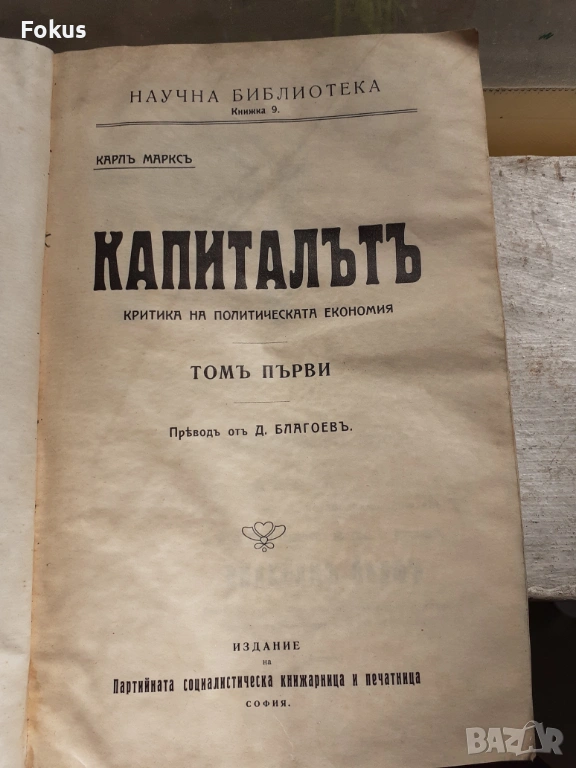 Fokus
НАУЧНА БИБЛИОТЕКА
Книжка 9.
КАРЛЪ МАРКСЪ
КАПИТАЛЪТЪ
КРИТИКА НА ПОЛИТИЧЕСКАТА ЕКОНОМИЯ
ТОМЪ ПЪРВИ
Прѣводъ отъ Д. БЛАГОЕВЪ.
ИЗДАНИЕ
на
Партийната социалистическа книжарница и печатница
СОФИЯ.
BAZAR